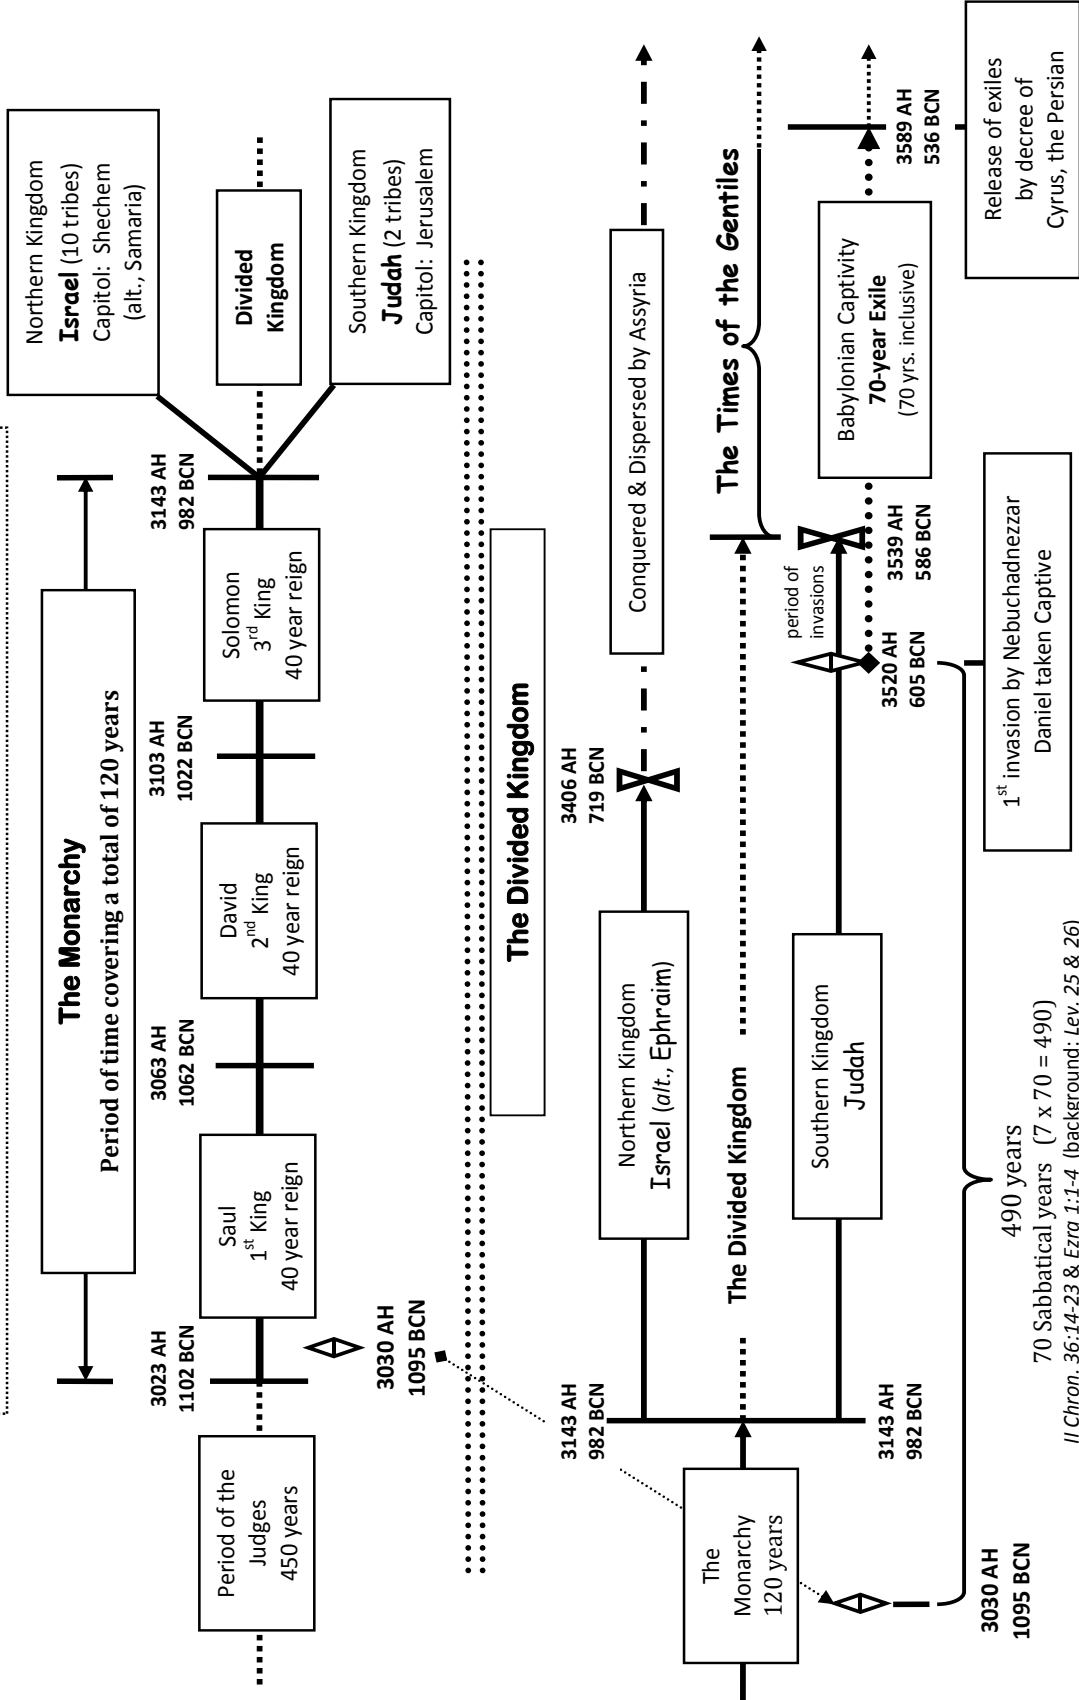 The Monarchy
Period of time covering a total of 120 years
3023 AH
1102 BCN
3063 AH
1062 BCN
3103 AH
1022 BCN
3143 AH
982 BCN
Period of the
Judges
450 years
Saul
1st King
40 year reign
David
2nd King
40 year reign
Solomon
3rd King
40 year reign
Northern Kingdom
Israel (10 tribes)
Capitol: Shechem
(alt., Samaria)
Divided
Kingdom
Southern Kingdom
Judah (2 tribes)
Capitol: Jerusalem
3030 AH
1095 BCN
The Divided Kingdom
3143 AH
982 BCN
3406 AH
719 BCN
Northern Kingdom
Israel (alt., Ephraim)
Conquered & Dispersed by Assyria
The
Monarchy
120 years
The Divided Kingdom
The Times of the Gentiles
period of
invasions
Southern Kingdom
Judah
Babylonian Captivity
70-year Exile
(70 yrs. inclusive)
3143 AH
982 BCN
3520 AH
605 BCN
3539 AH
586 BCN
3589 AH
536 BCN
3030 AH
1095 BCN
1st invasion by Nebuchadnezzar
Daniel taken Captive
Release of exiles
by decree of
Cyrus, the Persian
490 years
70 Sabbatical years (7 x 70 = 490)
II Chron. 36:14-23 & Ezra 1:1-4 (background: Lev. 25 & 26)